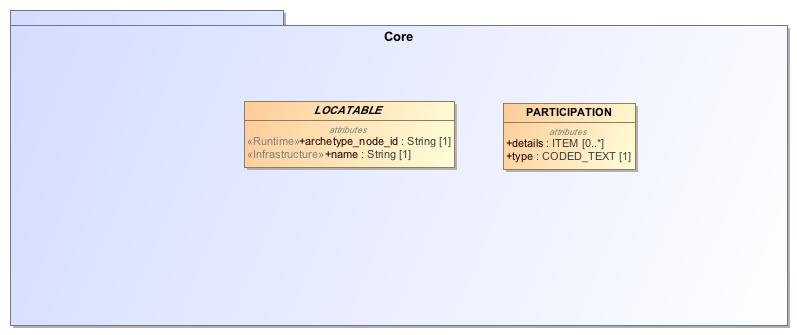 Core
LOCATABLE
attributes
«Runtime»+archetype_node_id : String [1]
«Infrastructure»+name : String [1]
PARTICIPATION
attributes
+details : ITEM [0..*]
+type : CODED_TEXT [1]